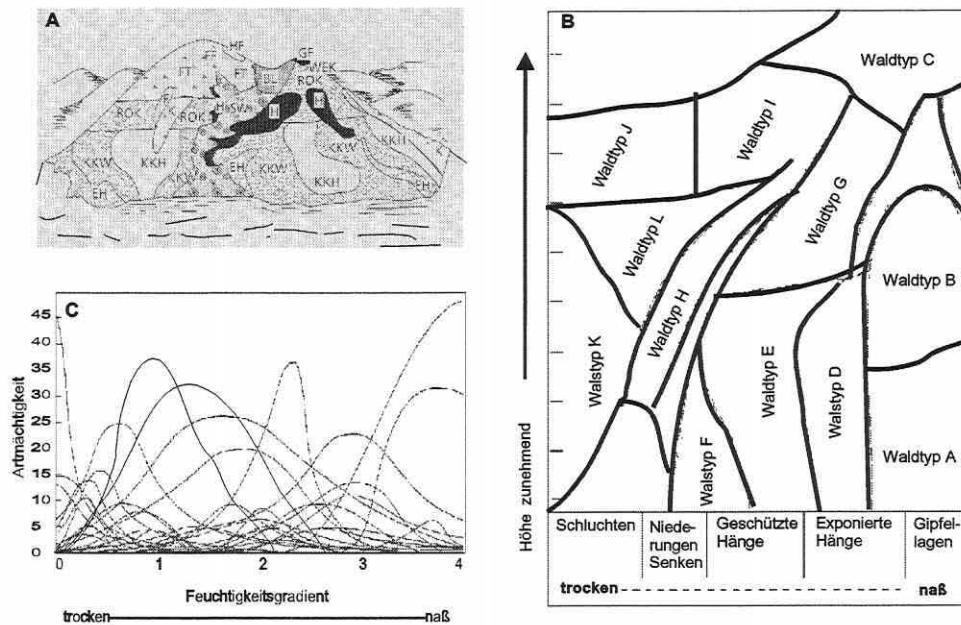 A
HF
FF
GF
WEK
FT
FT
BL
ROK
ROK
ROK
H
H
KKW
KKH
KKW
EH
KKW
KKH
KKW
KKH
EH
EH
B
Höhe zunehmend
Waldtyp C
Waldtyp J
Waldtyp I
Waldtyp G
Waldtyp L
Waldtyp B
Waldtyp H
Walstyp K
Waldtyp E
Walstyp D
Walstyp F
Waldtyp A
Schluchten
Niede-
rungen
Senken
Geschützte
Hänge
Exponierte
Hänge
Gipfel-
lagen
trocken
naß
C
Artmächtigkeit
45
40
35
30
25
20
15
10
5
0
0 1 2 3 4
Feuchtigkeitsgradient
trocken
naß